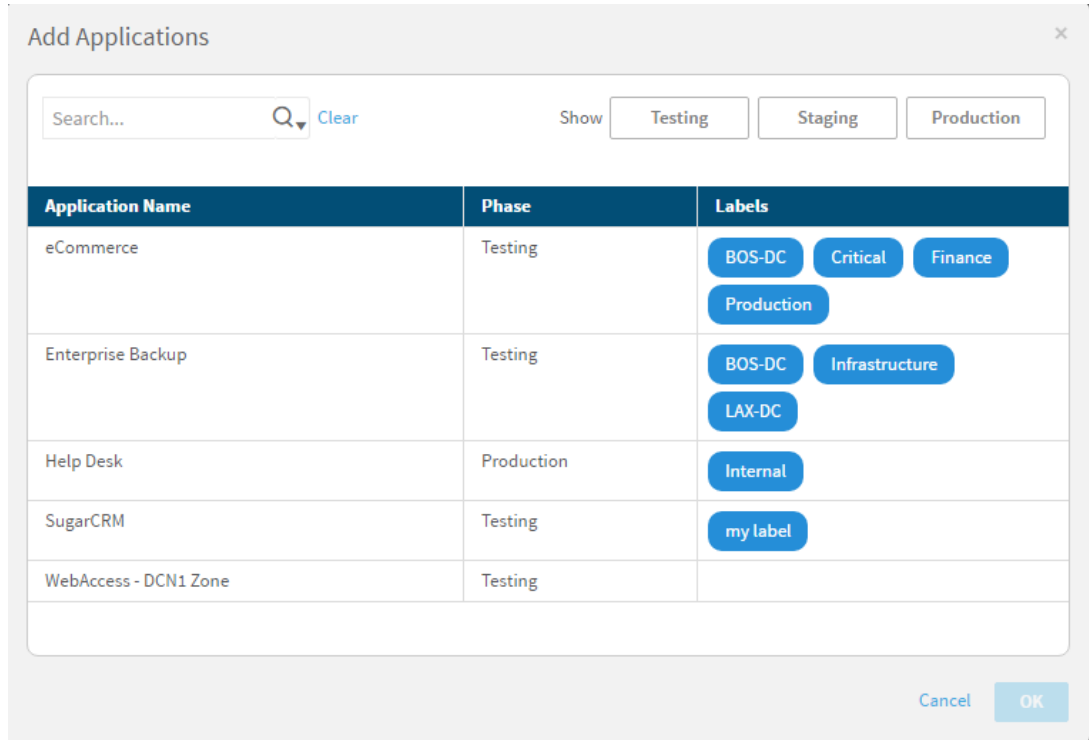 Add Applications ×
Search... Clear Show Testing Staging Production
Application Name Phase Labels
eCommerce Testing BOS-DC Critical Finance
Production
Enterprise Backup Testing BOS-DC Infrastructure
LAX-DC
Help Desk Production Internal
SugarCRM Testing my label
WebAccess - DCN1 Zone Testing
Cancel OK